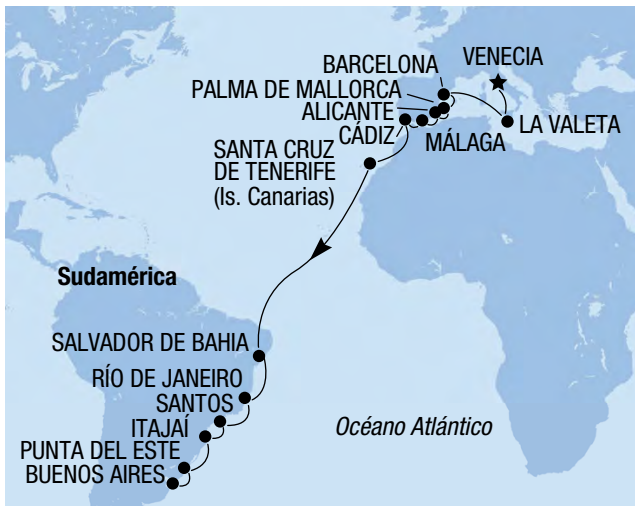 BARCELONA
VENECIA
PALMA DE MALLORCA
ALICANTE
CÁDIZ
MÁLAGA
LA VALETA
SANTA CRUZ
DE TENERIFE
(Is. Canarias)
Sudamérica
SALVADOR DE BAHIA
RÍO DE JANEIRO
SANTOS
ITAJAÍ
Océano Atlántico
PUNTA DEL ESTE
BUENOS AIRES